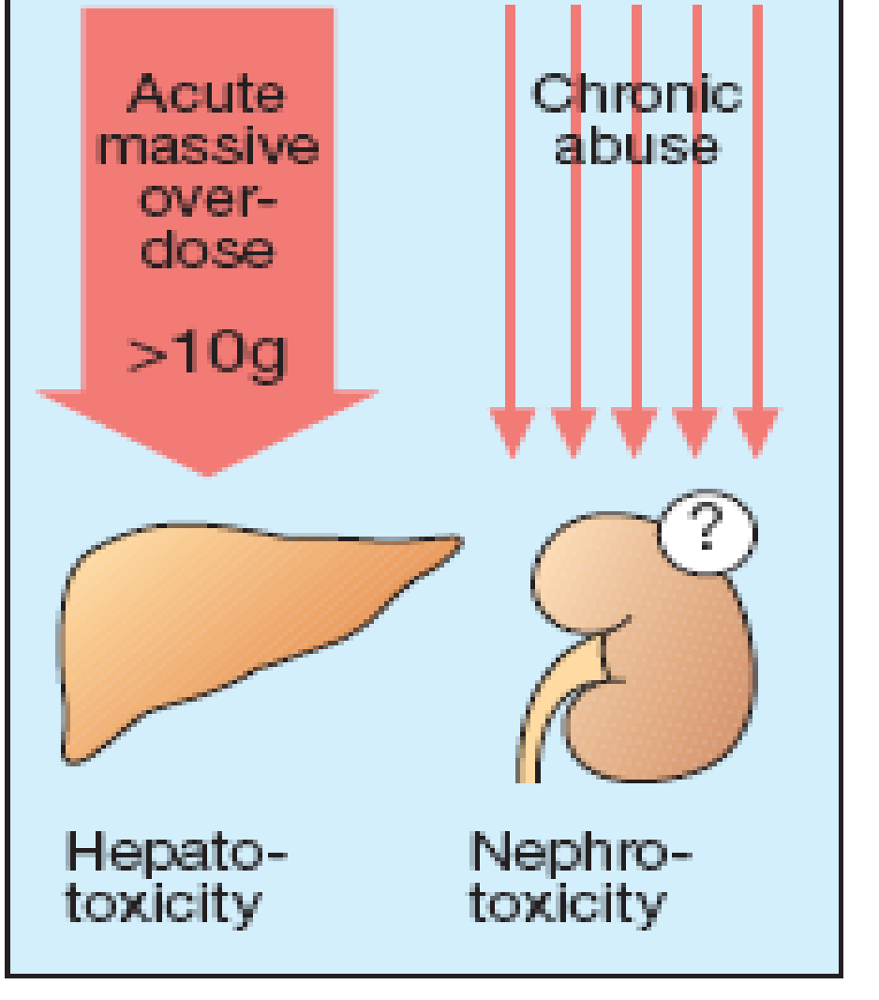 Acute
massive
over-
dose
>10g
Chronic
abuse
?
Hepato-
toxicity
Nephro-
toxicity